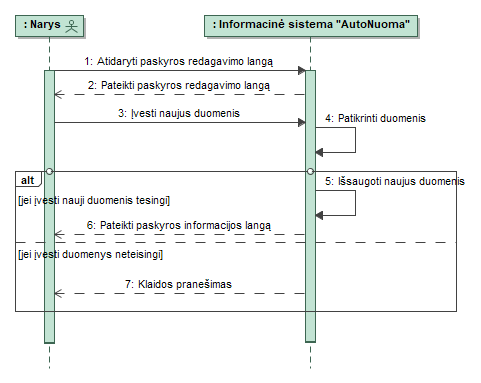 : Narys
: Informacinė sistema "AutoNuoma"
1: Atidaryti paskyros redagavimo langą
2: Pateikti paskyros redagavimo langą
3: Įvesti naujus duomenis
4: Patikrinti duomenis
alt
5: Išsaugoti naujus duomenis
[jei įvesti nauji duomenis tesingi]
6: Pateikti paskyros informacijos langą
[jei įvesti duomenys neteisingi]
7: Klaidos pranešimas